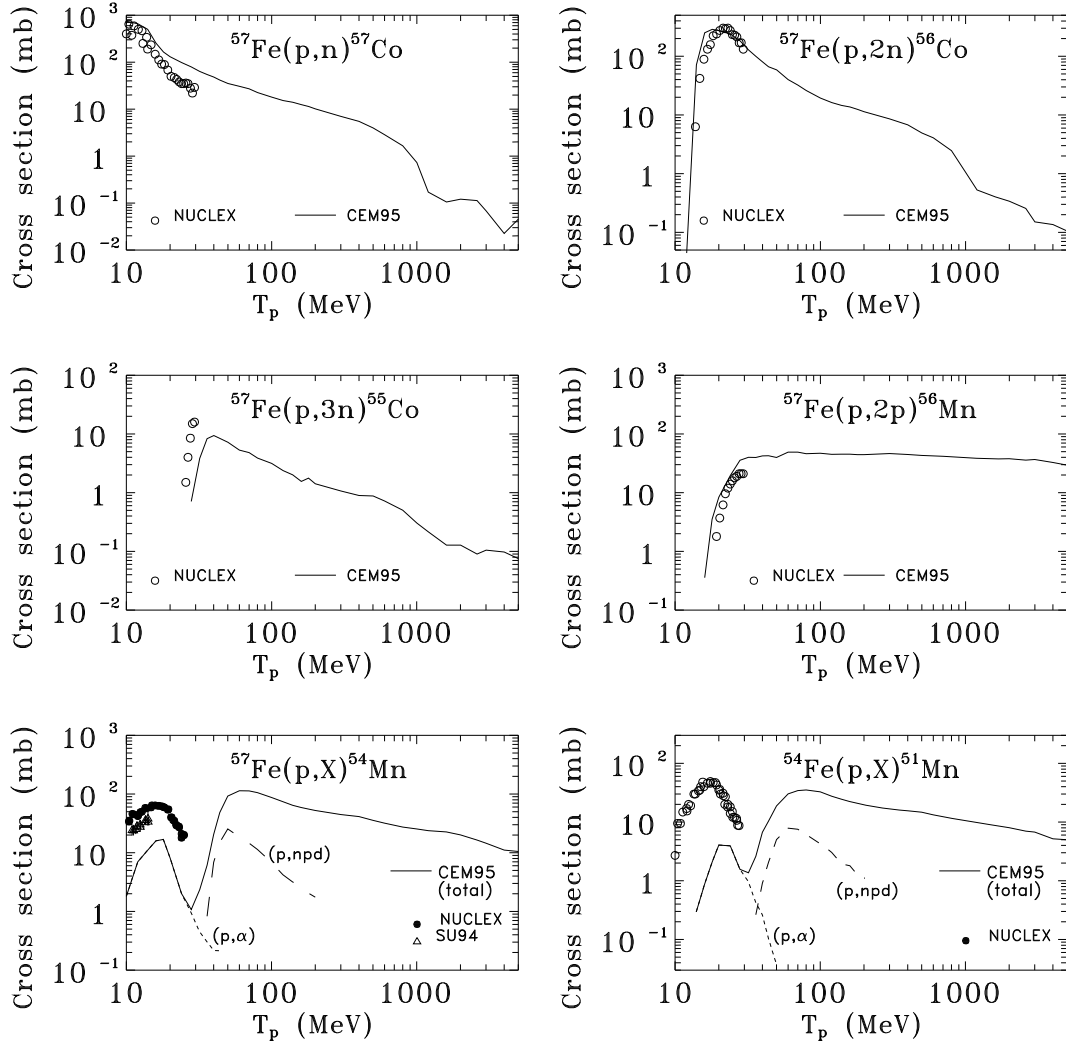 ⁵⁷Fe(p,n)⁵⁷Co
Cross section (mb)
10 ²
10
1
10 ⁻¹
10 ⁻²
NUCLEX
CEM95
10 100 1000
Tₚ (MeV)
⁵⁷Fe(p,2n)⁵⁶Co
Cross section (mb)
10 ²
10
1
10 ⁻¹
NUCLEX
CEM95
10 100 1000
Tₚ (MeV)
⁵⁷Fe(p,3n)⁵⁵Co
Cross section (mb)
10 ²
10
1
10 ⁻¹
10 ⁻²
NUCLEX
CEM95
10 100 1000
Tₚ (MeV)
⁵⁷Fe(p,2p)⁵⁶Mn
Cross section (mb)
10 ³
10 ²
10
1
10 ⁻¹
NUCLEX
CEM95
10 100 1000
Tₚ (MeV)
⁵⁷Fe(p,X)⁵⁴Mn
Cross section (mb)
10 ³
10 ²
10
1
10 ⁻¹
(p,npd)
CEM95
(total)
NUCLEX
SU94
(p,α)
10 100 1000
Tₚ (MeV)
⁵⁴Fe(p,X)⁵¹Mn
Cross section (mb)
10 ²
10
1
10 ⁻¹
CEM95
(total)
(p,npd)
(p,α)
NUCLEX
10 100 1000
Tₚ (MeV)